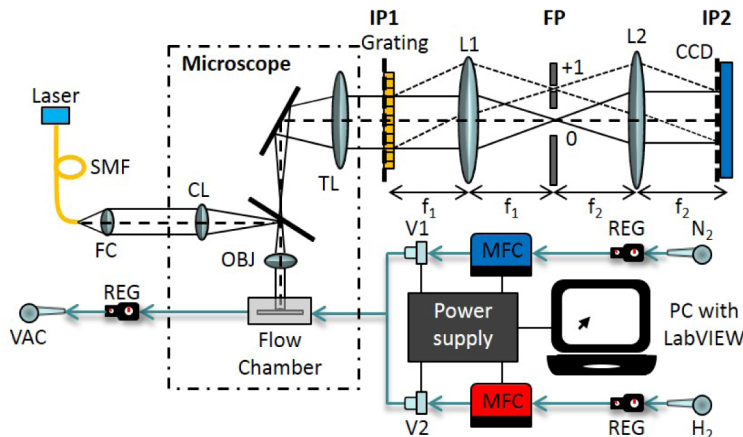 IP1 FP IP2
Grating L1 L2 CCD
+1
Microscope
Laser
0
SMF
CL
TL
f1 f1 f2 f2
FC
OBJ
V1 MFC REG N2
REG
VAC
Flow
Chamber
Power
supply
PC with
LabVIEW
V2 MFC REG H2